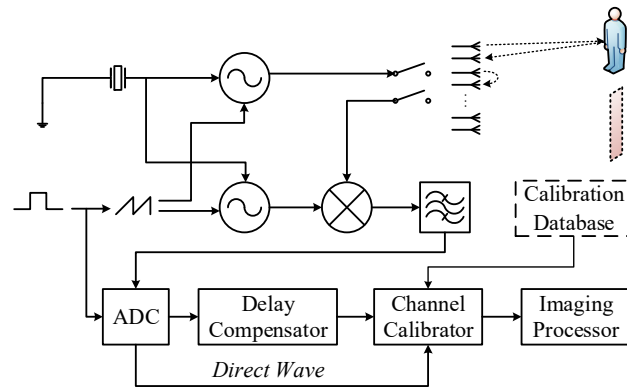 Calibration
Database
ADC
Delay
Compensator
Channel
Calibrator
Imaging
Processor
Direct Wave